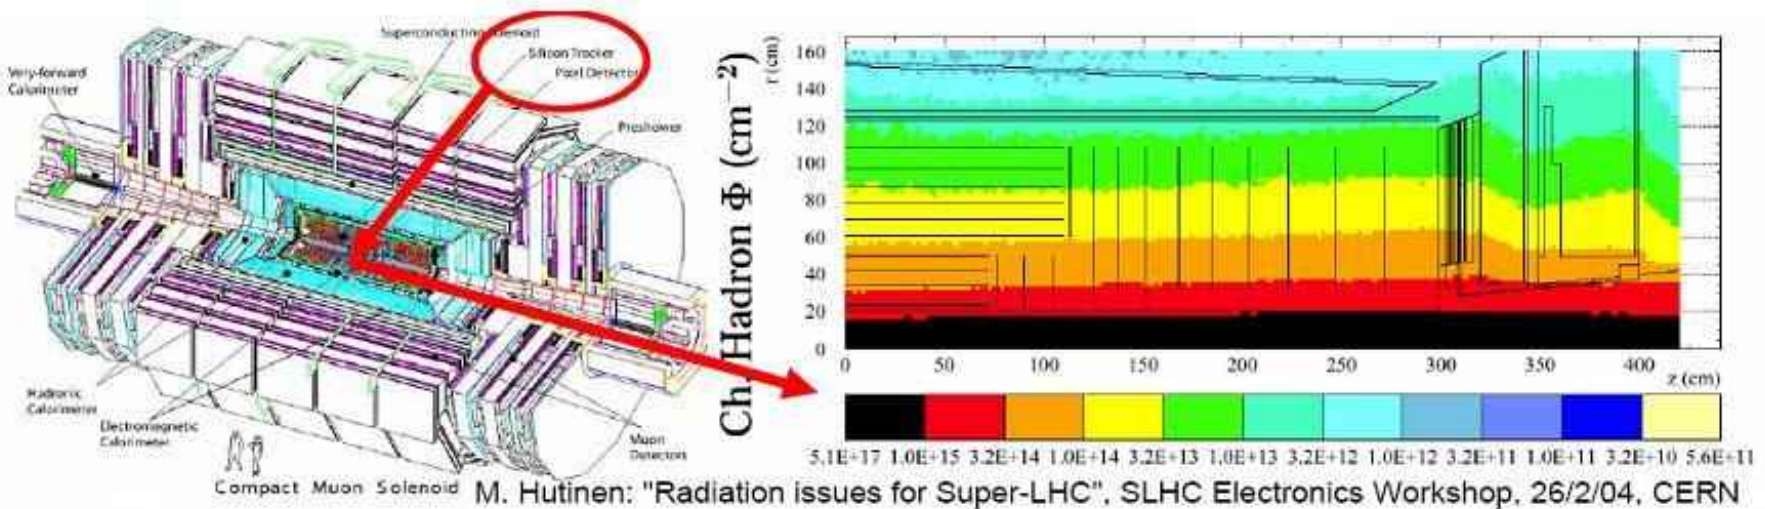 Superconducting Solenoid
Silicon Tracker
Pixel Detector
Very-forward
Calorimeter
Preshower
Hadronic
Calorimeter
Electromagnetic
Calorimeter
Muon
Detectors
Compact Muon Solenoid
Ch. Hadron Φ (cm⁻²)
r (cm)
160
140
120
100
80
60
40
20
0
0 50 100 150 200 250 300 350 400
z (cm)
5.1E+17 1.0E+15 3.2E+14 1.0E+14 3.2E+13 1.0E+13 3.2E+12 1.0E+12 3.2E+11 1.0E+11 3.2E+10 5.6E+11
M. Hutinen: "Radiation issues for Super-LHC", SLHC Electronics Workshop, 26/2/04, CERN